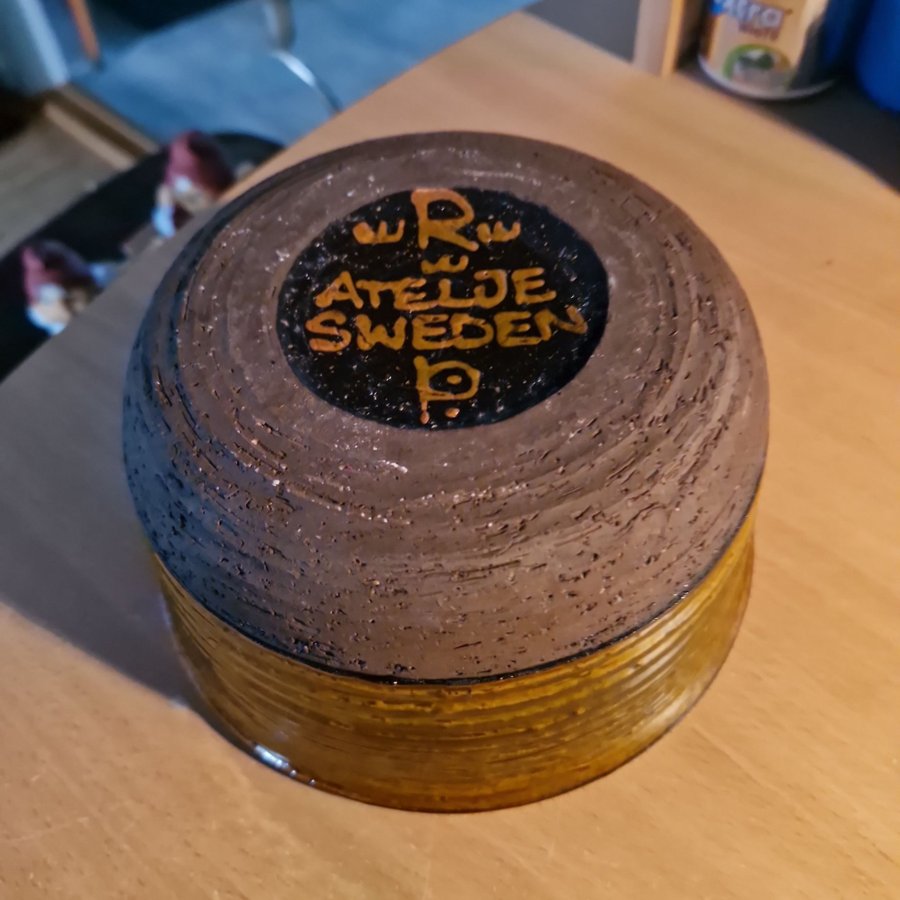 R
ATELJE
SWEDEN
P.